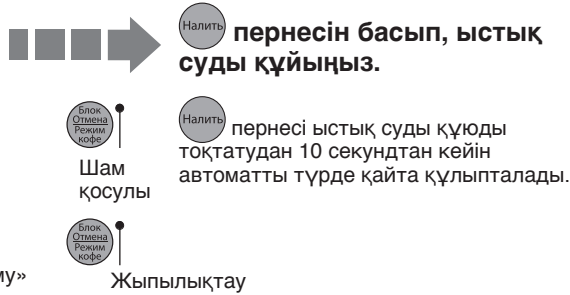 Налить пернесін басып, ыстық
суды құйыңыз.
Блок
Отмена
Режим
кофе
Шам
қосулы
Налить пернесі ыстық суды құюды
тоқтатудан 10 секундтан кейін
автоматты түрде қайта құлыпталады.
Блок
Отмена
Режим
кофе
му»
Жыпылықтау